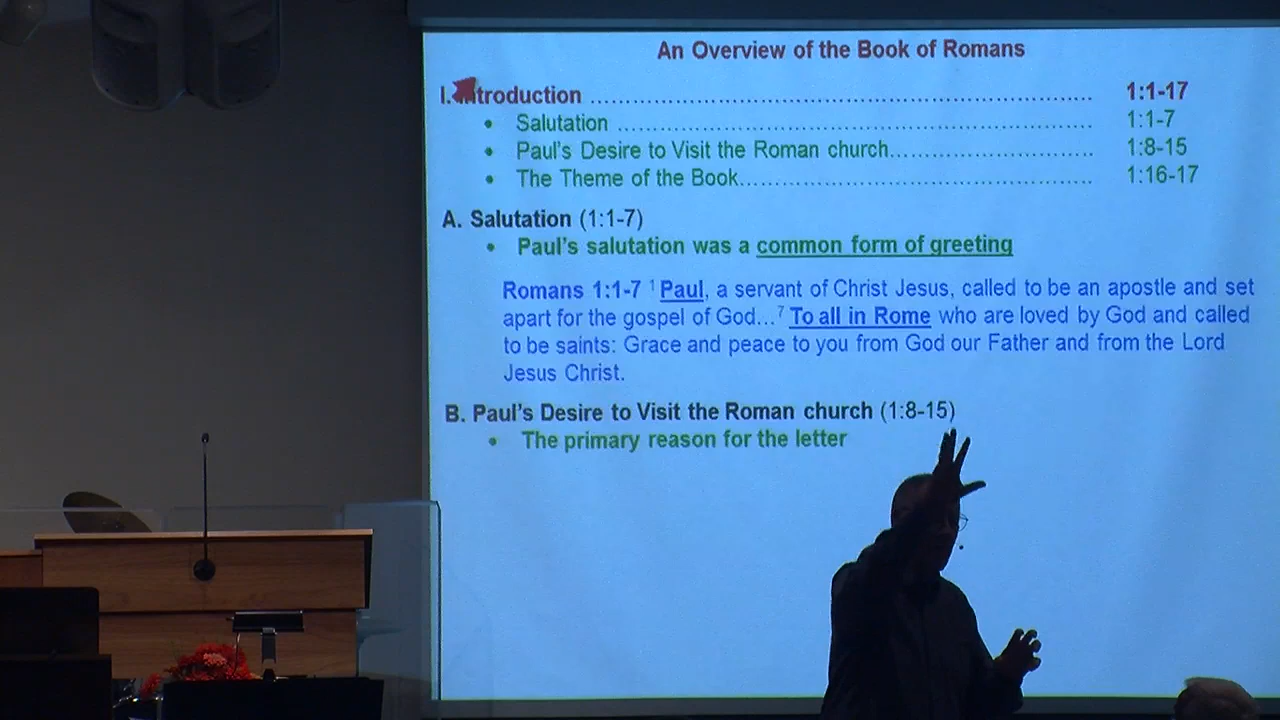 An Overview of the Book of Romans
I. Introduction ........................................................................ 1:1-17
• Salutation .................................................................... 1:1-7
• Paul's Desire to Visit the Roman church............................. 1:8-15
• The Theme of the Book................................................... 1:16-17
A. Salutation (1:1-7)
• Paul's salutation was a common form of greeting
Romans 1:1-7 ¹ Paul, a servant of Christ Jesus, called to be an apostle and set
apart for the gospel of God…⁷ To all in Rome who are loved by God and called
to be saints: Grace and peace to you from God our Father and from the Lord
Jesus Christ.
B. Paul's Desire to Visit the Roman church (1:8-15)
• The primary reason for the letter